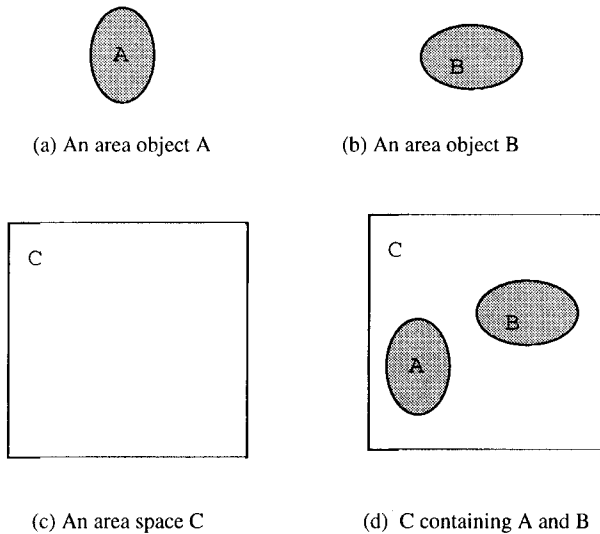 A
B
(a) An area object A
(b) An area object B
C
C
B
A
(c) An area space C
(d) C containing A and B